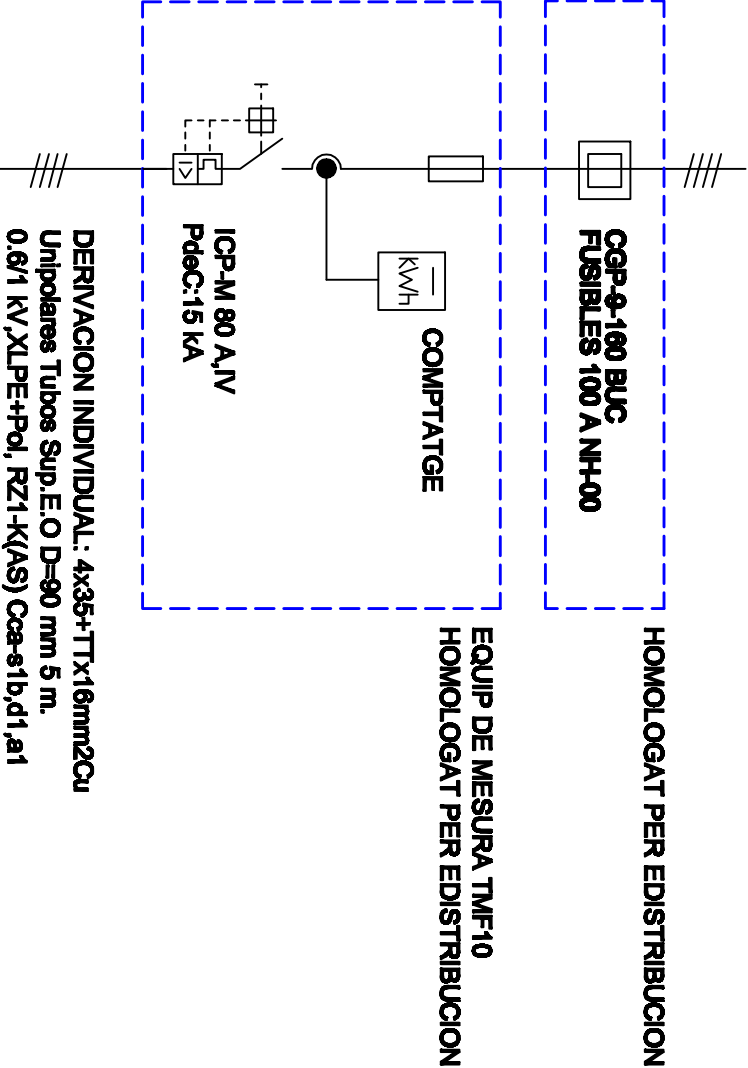 HOMOLOGAT PER EDISTRIBUCION
CGP-9-160 BUC
FUSIBLES 100 A NH-00
EQUIP DE MESURA TMF10
HOMOLOGAT PER EDISTRIBUCION
kWh
COMPTATGE
I>
ICP-M 80 A,IV
PdeC:15 kA
DERIVACION INDIVIDUAL: 4x35+TTx16mm2Cu
Unipolares Tubos Sup.E.O D=90 mm 5 m.
0.6/1 kV,XLPE+Pol, RZ1-K(AS) Cca-s1b,d1,a1